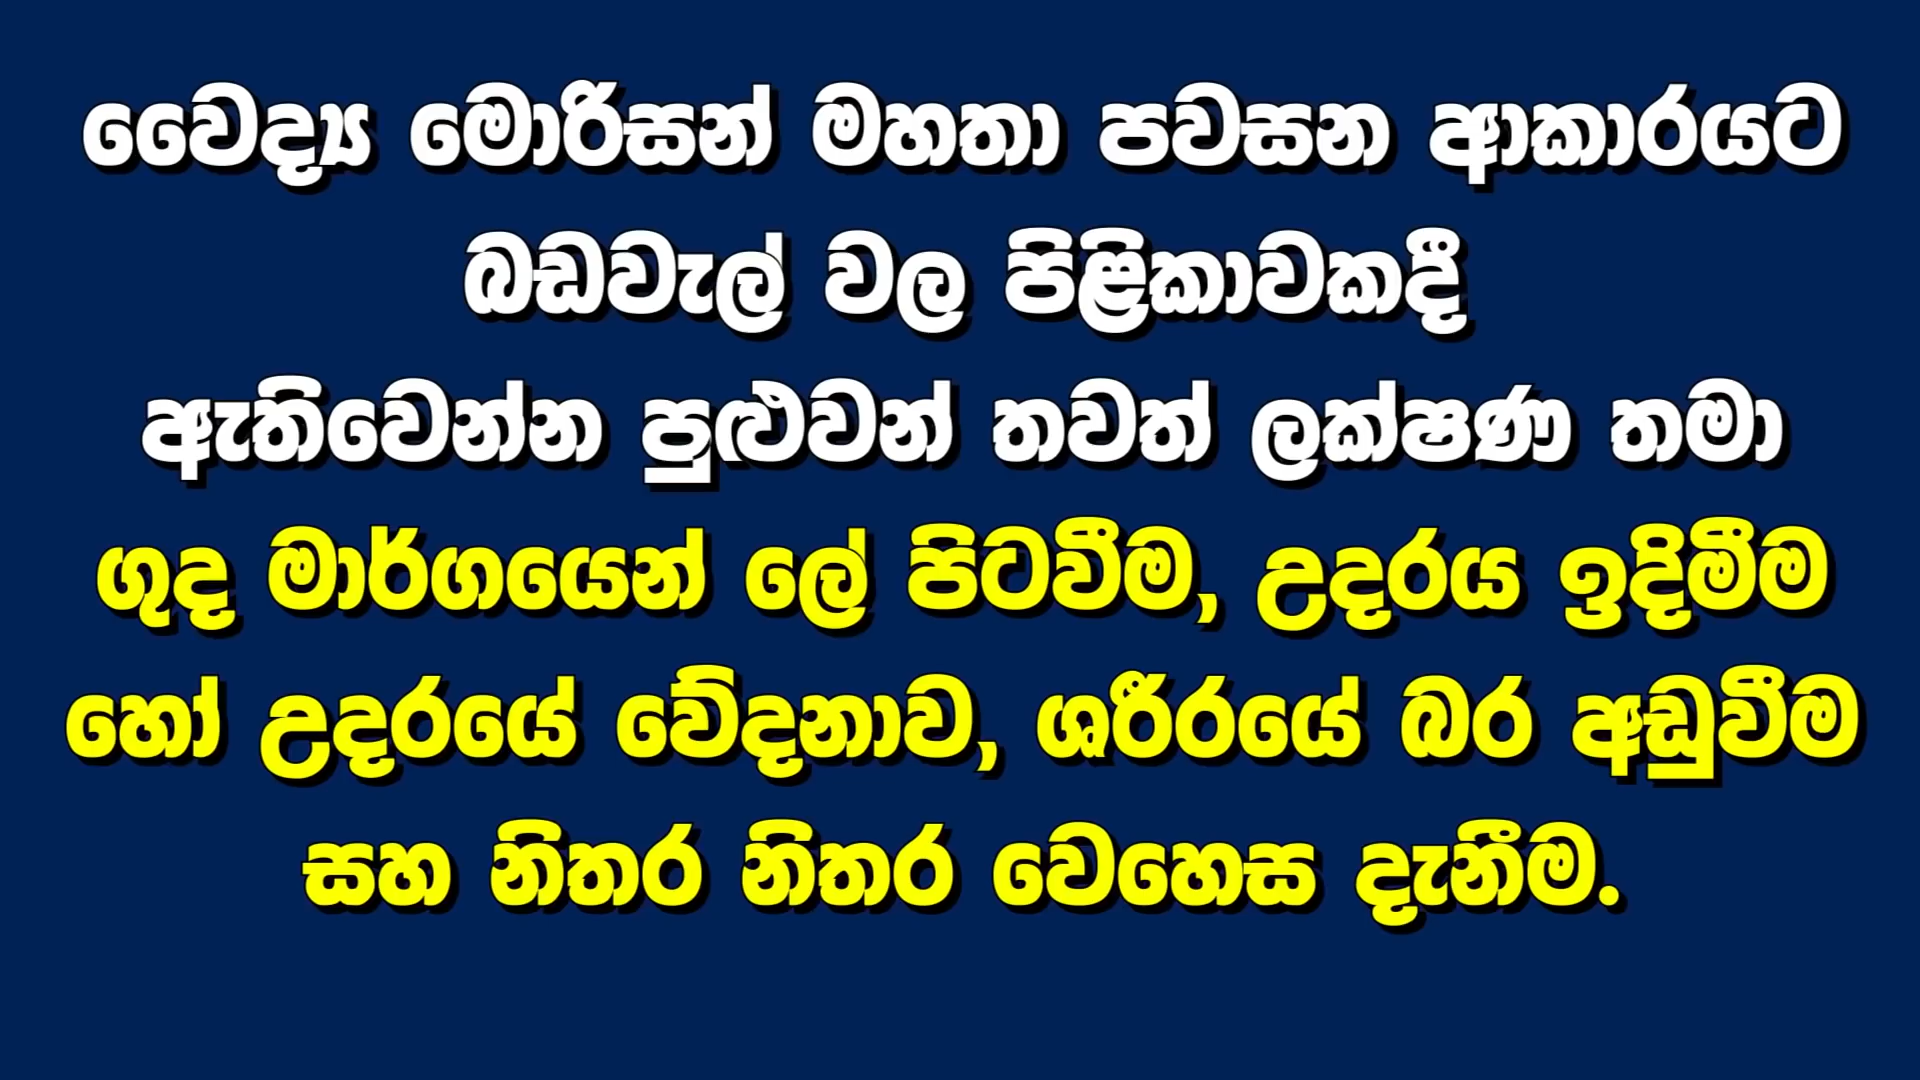 වෛද්‍ය මොරිසන් මහතා පවසන ආකාරයට
බඩවැල් වල පිළිකාවකදී
ඇතිවෙන්න පුළුවන් තවත් ලක්ෂණ තමා
ගුද මාර්ගයෙන් ලේ පිටවීම, උදරය ඉදිමීම
හෝ උදරයේ වේදනාව, ශරීරයේ බර අඩුවීම
සහ නිතර නිතර වෙහෙස දැනීම.